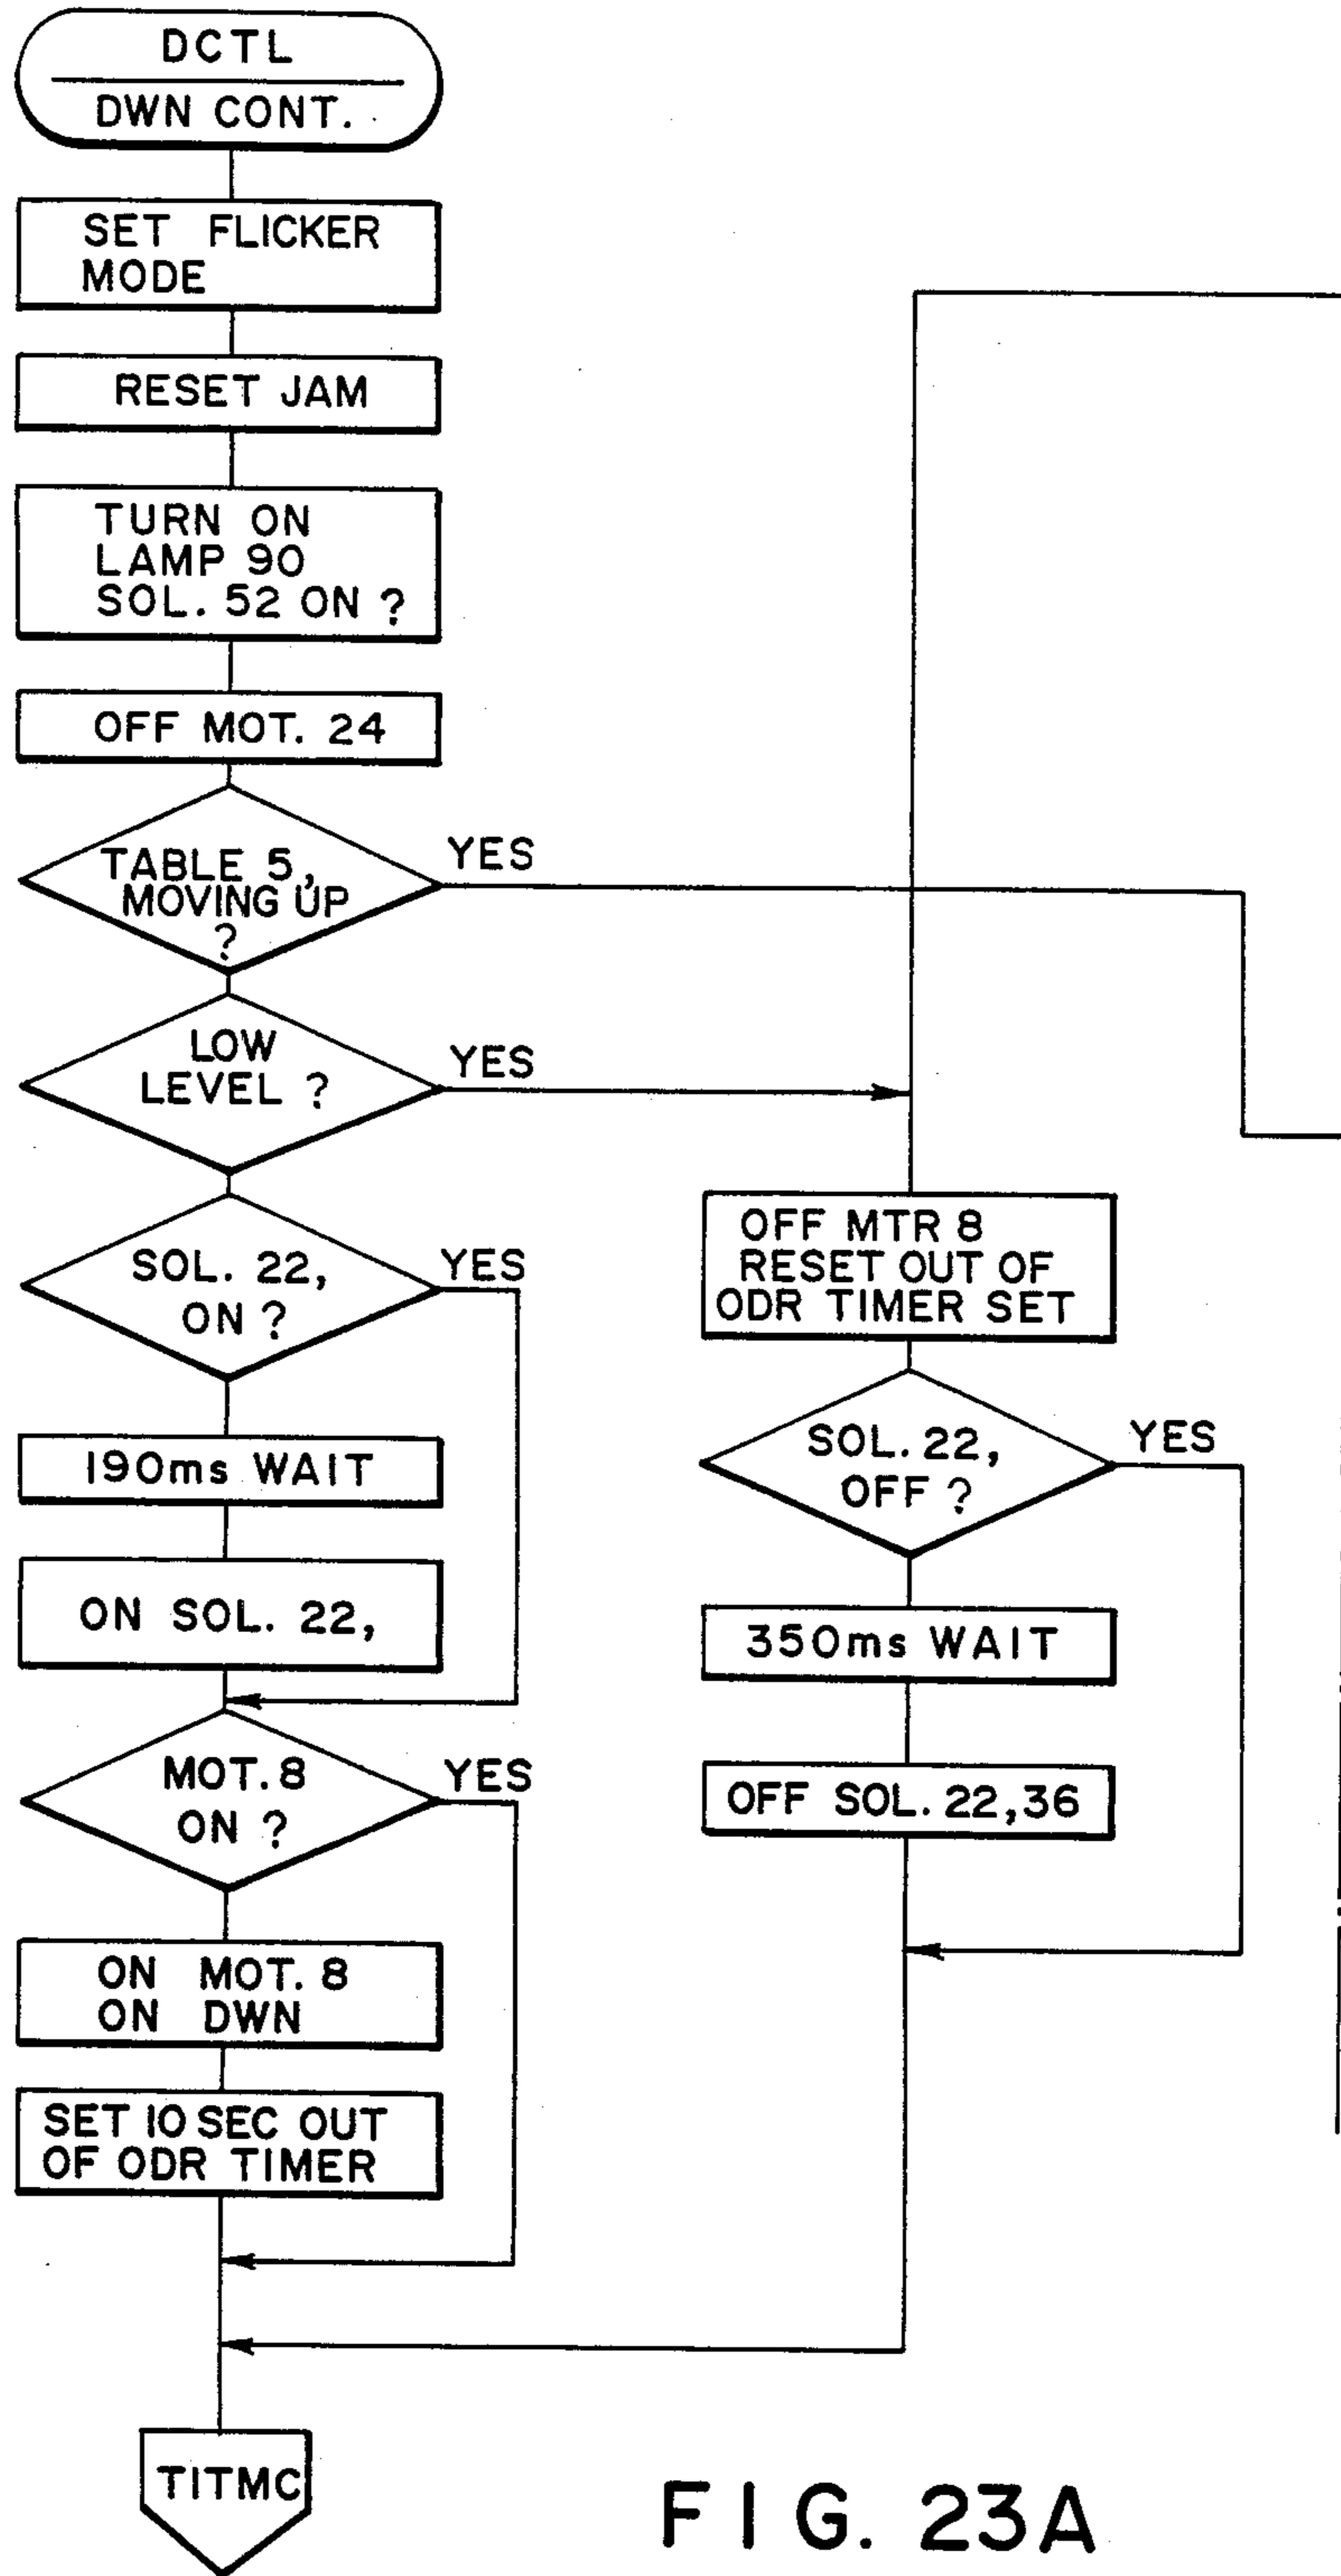 DCTL
DWN CONT.
SET FLICKER
MODE
RESET JAM
TURN ON
LAMP 90
SOL. 52 ON ?
OFF MOT. 24
TABLE 5,
MOVING UP
?
YES
LOW
LEVEL ?
YES
SOL. 22,
ON ?
YES
190ms WAIT
ON SOL. 22,
MOT. 8
ON ?
YES
ON MOT. 8
ON DWN
SET 10 SEC OUT
OF ODR TIMER
OFF MTR 8
RESET OUT OF
ODR TIMER SET
SOL. 22,
OFF ?
YES
350ms WAIT
OFF SOL. 22,36
TITMC
FIG. 23A